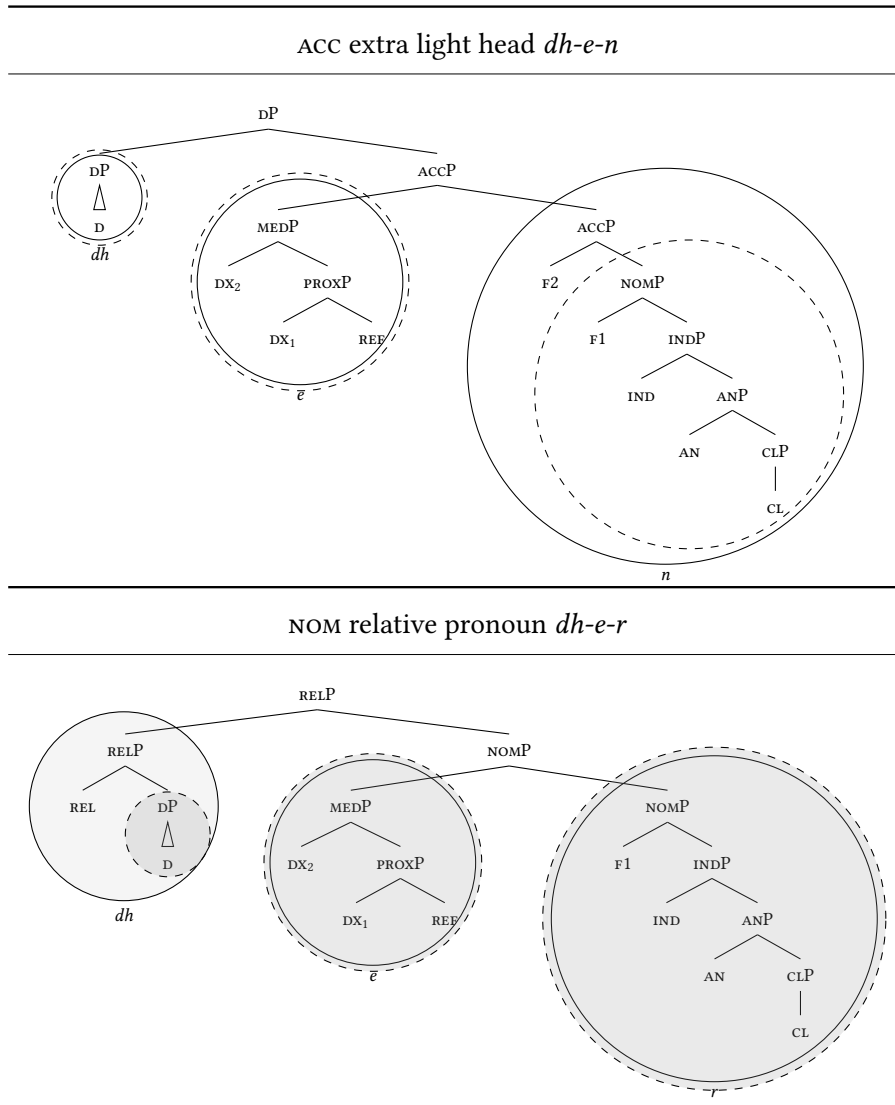 ACC extra light head dh-e-n
DP
DP ACCP
D MEDP ACCP
dh DX₂ PROXP F2 NOMP
DX₁ REF F1 INDP
e IND ANP
AN CLP
CL
n
NOM relative pronoun dh-e-r
RELP
RELP NOMP
REL DP MEDP NOMP
D DX₂ PROXP F1 INDP
dh DX₁ REF IND ANP
e AN CLP
CL
r